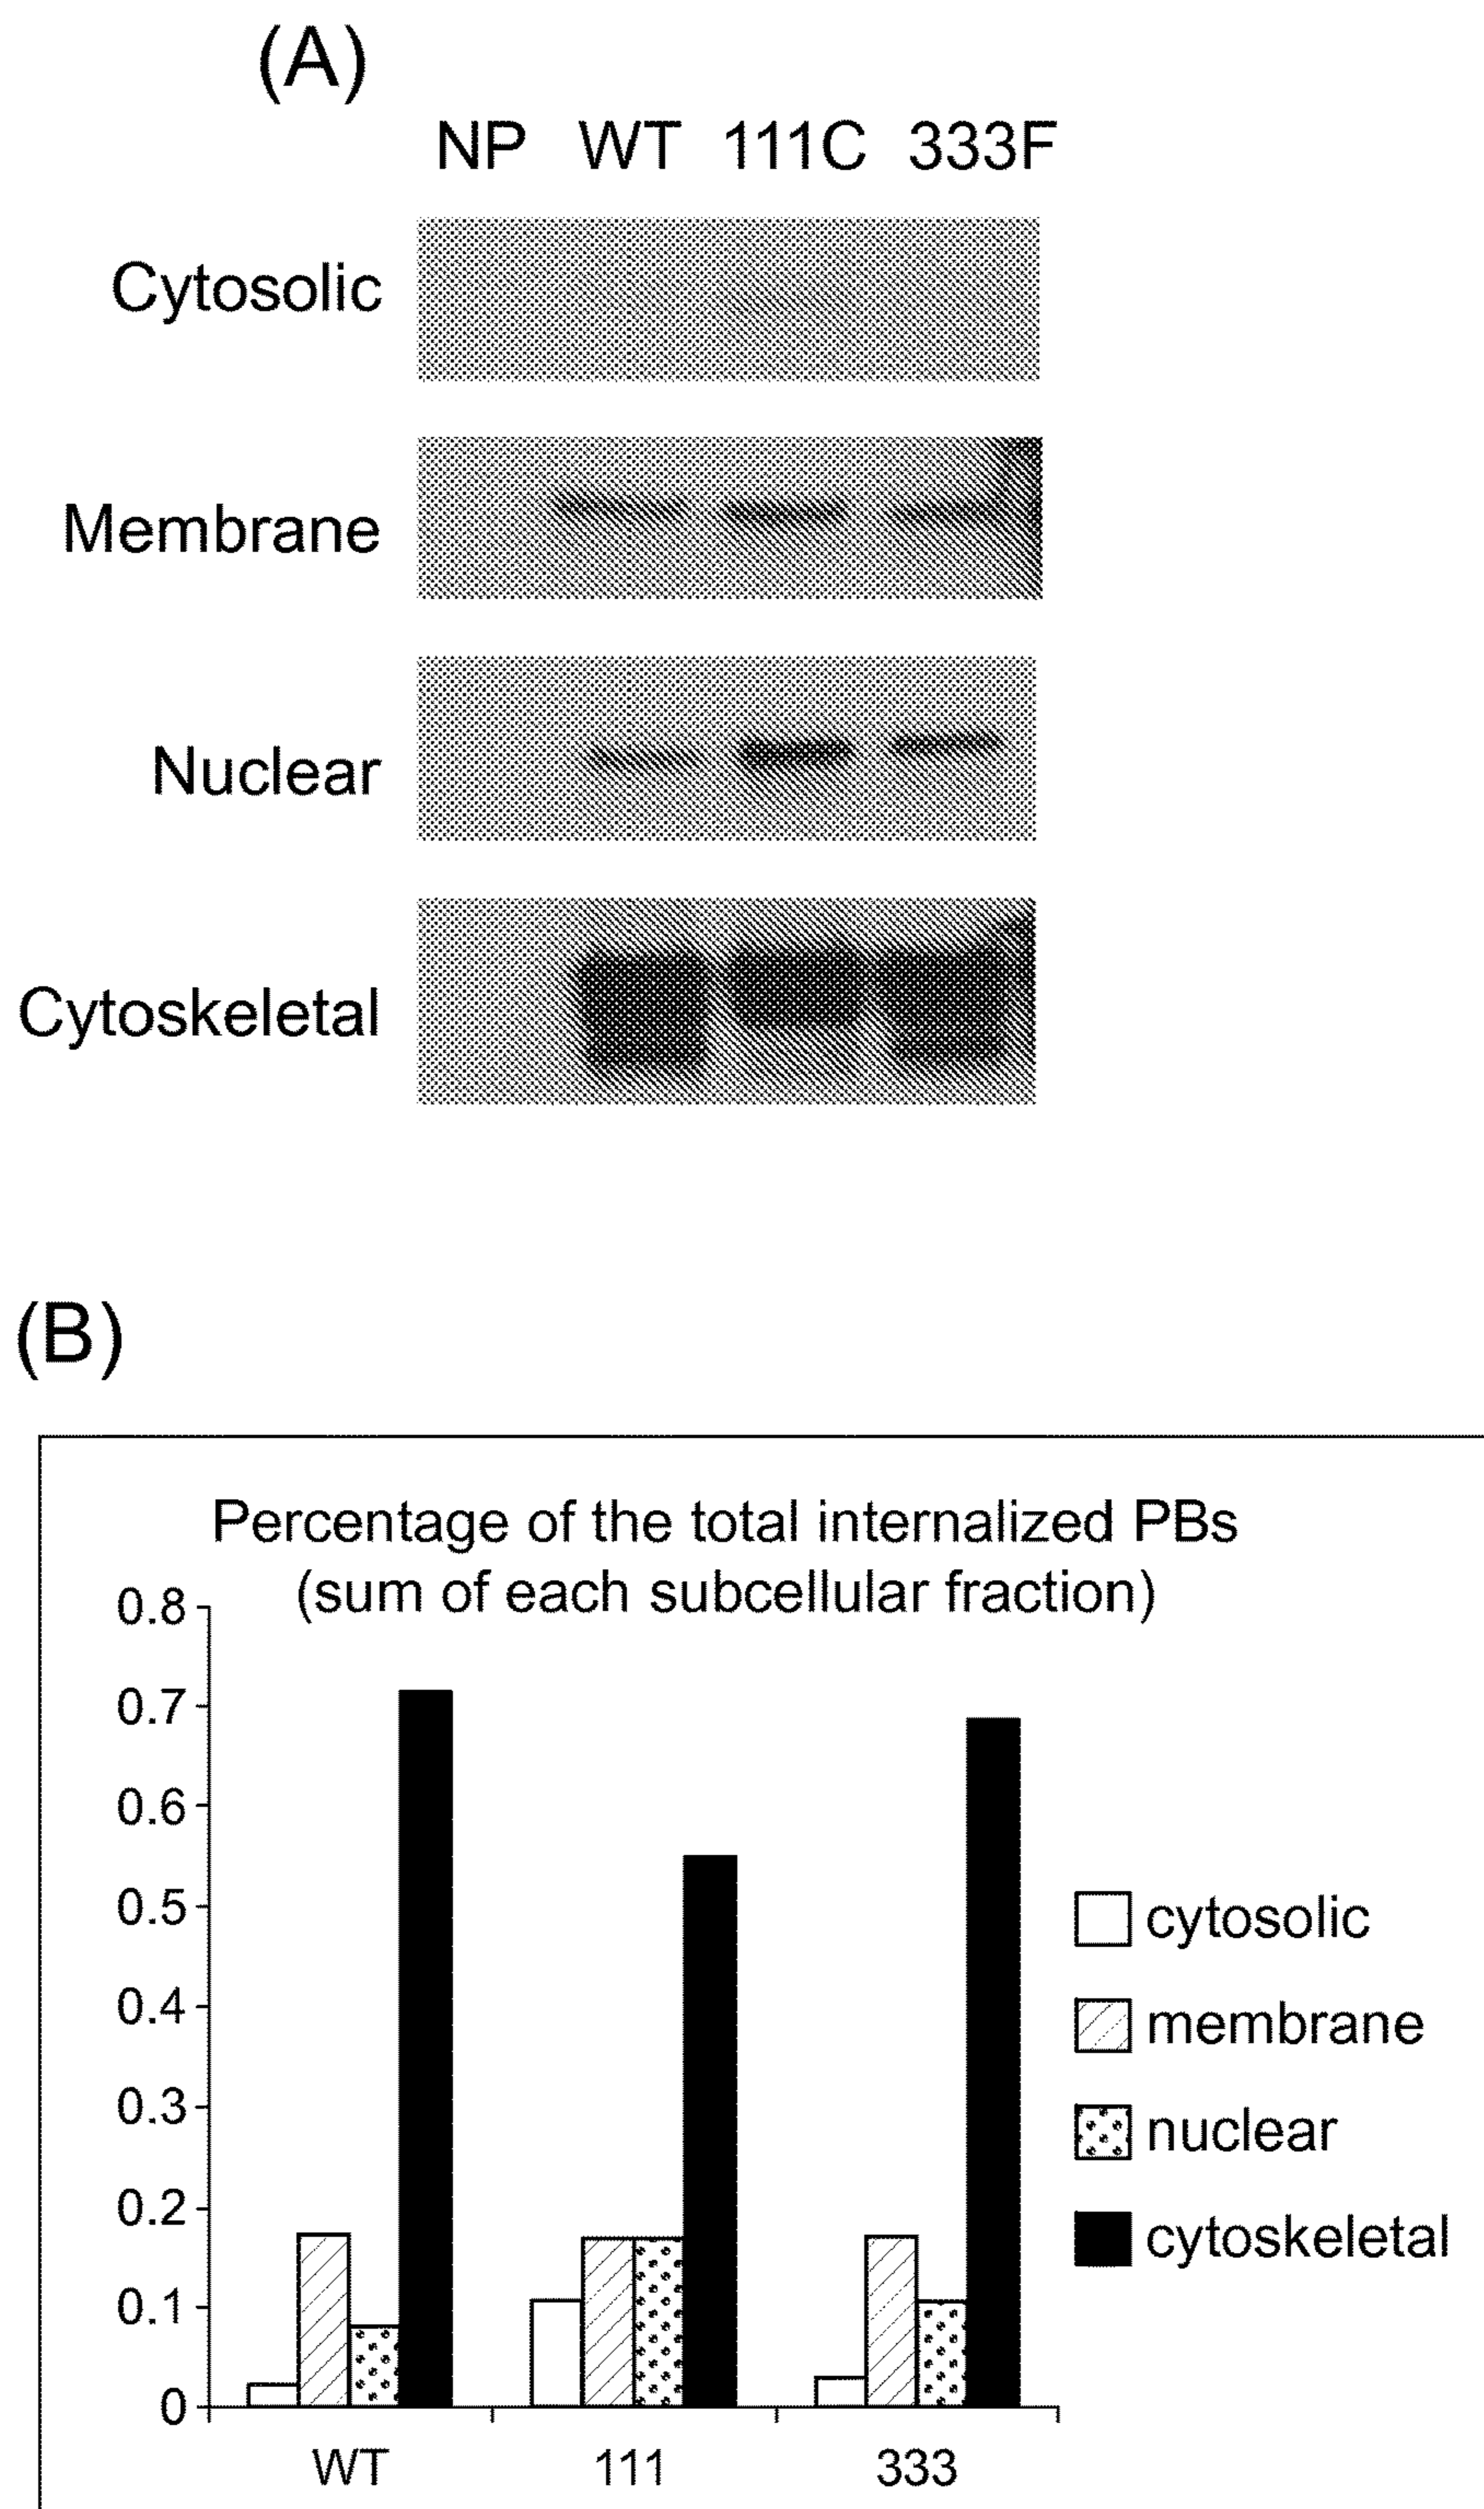 (A)
NP WT 111C 333F
Cytosolic
Membrane
Nuclear
Cytoskeletal
(B)
Percentage of the total internalized PBs
(sum of each subcellular fraction)
0.8
0.7
0.6
0.5
0.4
0.3
0.2
0.1
0
WT 111 333
cytosolic
membrane
nuclear
cytoskeletal